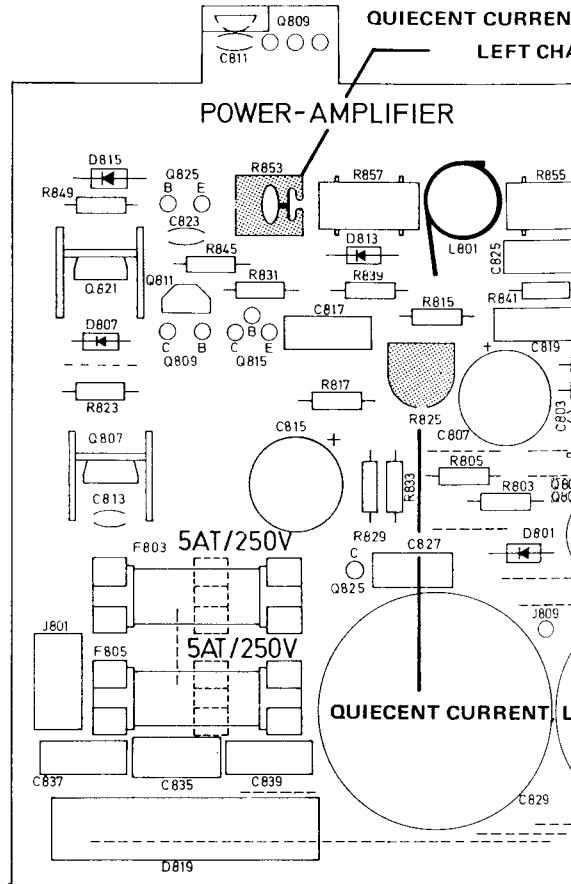 Q809
QUIECENT CURREN
C811
LEFT CHA
POWER-AMPLIFIER
D815
Q825
R853
R857
R855
R849
B E
C823
D813
L801
C825
R845
Q821
Q811
R831
R839
R815
R841
D807
C817
C819
B
C B
C E
Q809
Q815
R817
R823
R825
C803
Q807
C815
C807
R805
R803
R833
C813
R829
C827
D801
F803
5AT/250V
C
Q825
J801
J809
F805
5AT/250V
QUIECENT CURRENT, L
C837
C835
C839
C829
D819